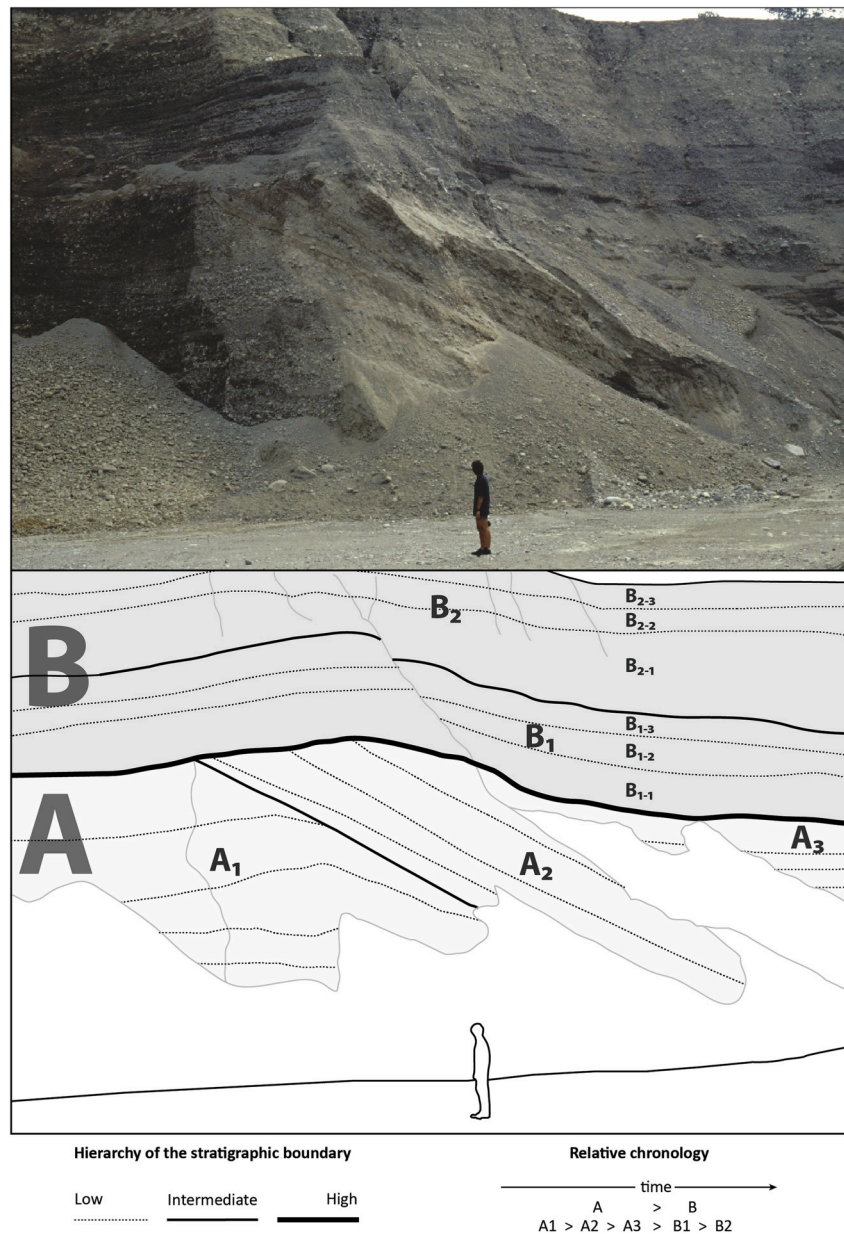 B
B₂
B₂₋₃
B₂₋₂
B₂₋₁
B₁
B₁₋₃
B₁₋₂
B₁₋₁
A
A₁
A₂
A₃
Hierarchy of the stratigraphic boundary
Low Intermediate High
Relative chronology
time
A > B
A1 > A2 > A3 > B1 > B2